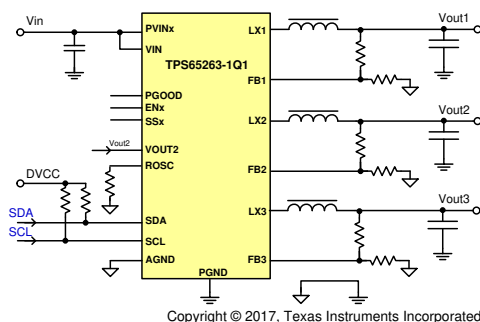 Vin
PVINx
VIN
TPS65263-1Q1
PGOOD
ENx
SSx
Vout2
VOUT2
ROSC
DVCC
SDA
SCL
SDA
SCL
AGND
PGND
LX1
Vout1
FB1
LX2
Vout2
FB2
LX3
Vout3
FB3
Copyright © 2017, Texas Instruments Incorporated